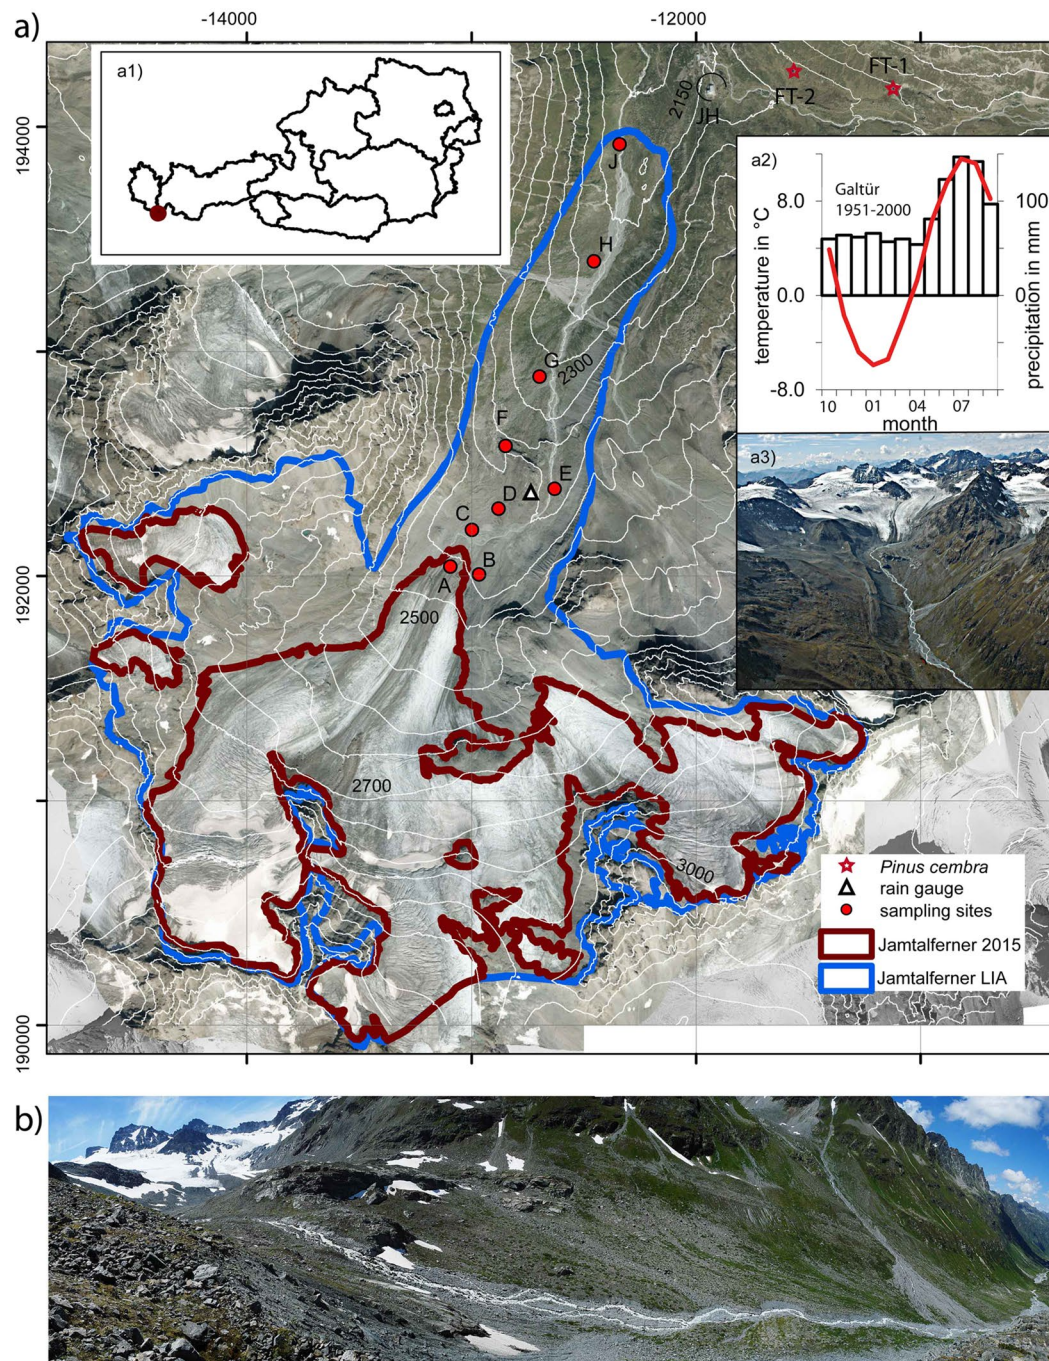 a)
-14000
-12000
a1)
2150
JH
FT-2
FT-1
194000
J
a2)
Galtür
1951-2000
8.0
0.0
-8.0
temperature in °C
100
0
precipitation in mm
10
01
04
07
month
H
G
2300
F
E
D
C
B
A
a3)
192000
2500
2700
3000
Pinus cembra
rain gauge
sampling sites
Jamtalferner 2015
Jamtalferner LIA
190000
b)